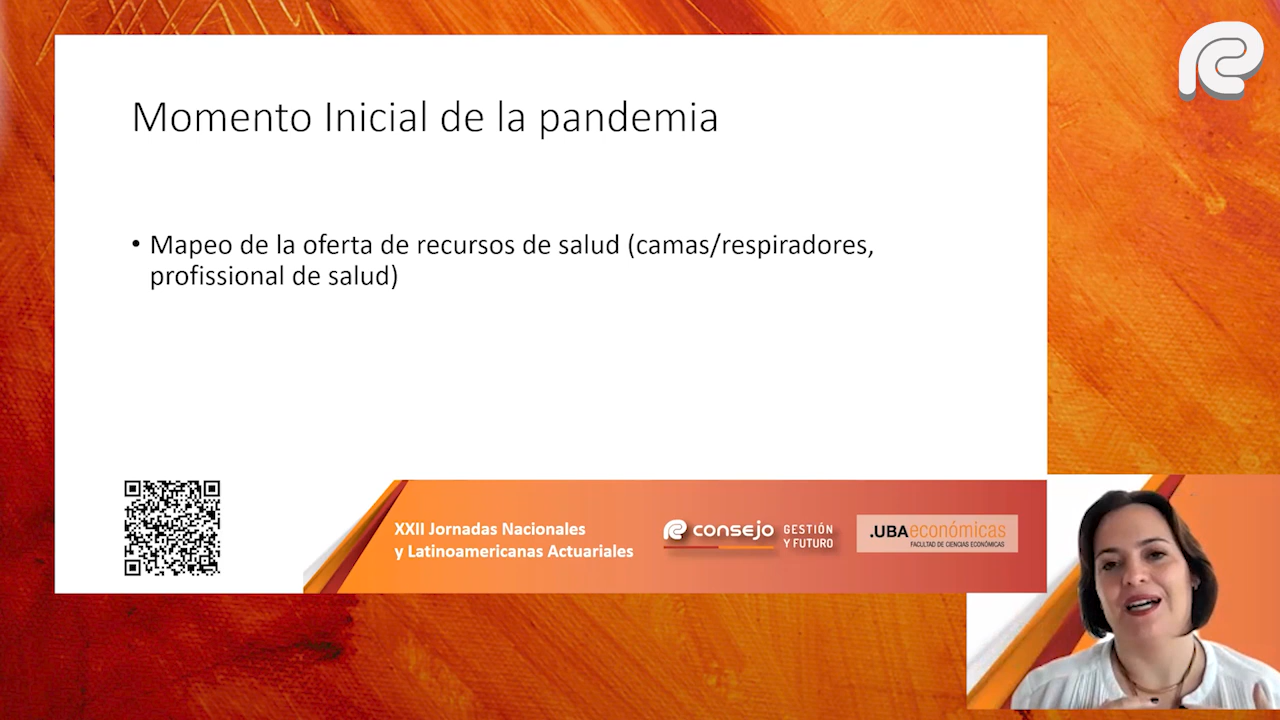 Momento Inicial de la pandemia
• Mapeo de la oferta de recursos de salud (camas/respiradores,
profissional de salud)
XXII Jornadas Nacionales
y Latinoamericanas Actuariales
consejo
GESTIÓN
Y FUTURO
.UBAeconómicas
FACULTAD DE CIENCIAS ECONÓMICAS